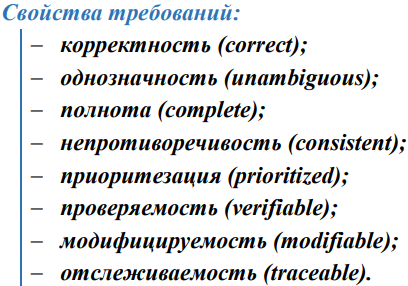 Свойства требований:
– корректность (correct);
– однозначность (unambiguous);
– полнота (complete);
– непротиворечивость (consistent);
– приоритезация (prioritized);
– проверяемость (verifiable);
– модифицируемость (modifiable);
– отслеживаемость (traceable).